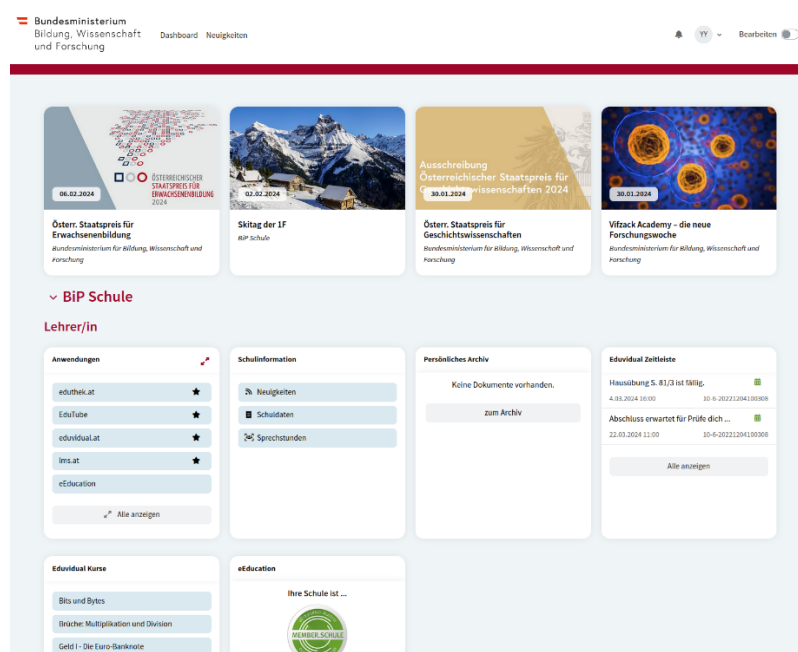 Bundesministerium
Bildung, Wissenschaft
und Forschung
Dashboard Neuigkeiten
YY
Bearbeiten
ÖSTERREICHISCHER
STAATSPREIS FÜR
ERWACHSENENBILDUNG
2024
06.02.2024
Österr. Staatspreis für
Erwachsenenbildung
Bundesministerium für Bildung, Wissenschaft und
Forschung
02.02.2024
Skitag der 1F
BiP Schule
Ausschreibung
Österreichischer Staatspreis für
Geschichtswissenschaften 2024
30.01.2024
Österr. Staatspreis für
Geschichtswissenschaften
Bundesministerium für Bildung, Wissenschaft und
Forschung
30.01.2024
Vifzack Academy – die neue
Forschungswoche
Bundesministerium für Bildung, Wissenschaft und
Forschung
BiP Schule
Lehrer/in
Anwendungen
eduthek.at
EduTube
eduvidual.at
lms.at
eEducation
Alle anzeigen
Schulinformation
Neuigkeiten
Schuldaten
Sprechstunden
Persönliches Archiv
Keine Dokumente vorhanden.
zum Archiv
Eduvidual Zeitleiste
Hausübung S. 81/3 ist fällig.
4.03.2024 16:00 10-6-20221204100308
Abschluss erwartet für Prüfe dich ...
22.03.2024 11:00 10-6-20221204100308
Alle anzeigen
Eduvidual Kurse
Bits und Bytes
Brüche: Multiplikation und Division
Geld I - Die Euro-Banknote
eEducation
Ihre Schule ist ...
MEMBER.SCHULE